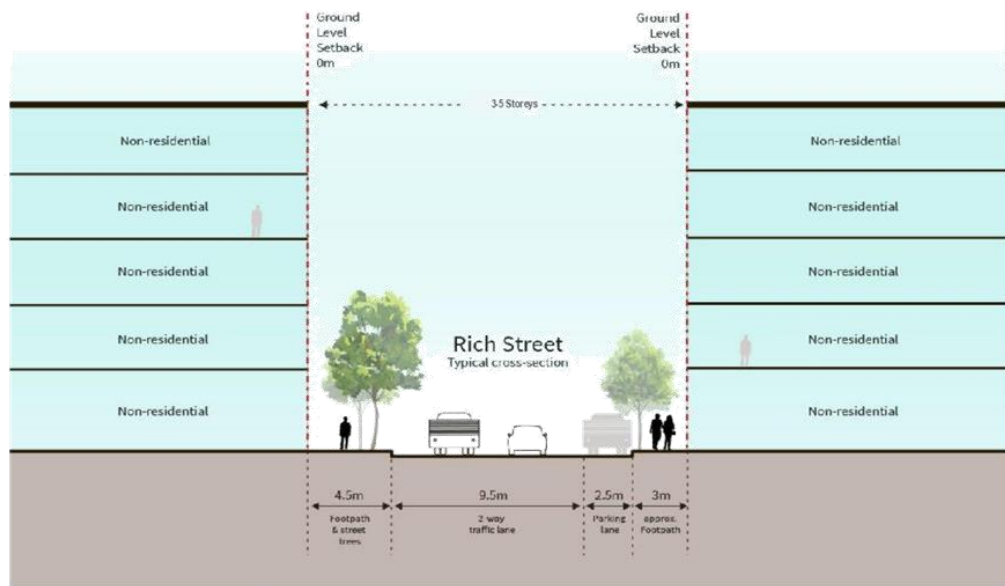 Ground
Level
Setback
0m
Ground
Level
Setback
0m
3-5 Storeys
Non-residential
Non-residential
Non-residential
Non-residential
Non-residential
Non-residential
Non-residential
Non-residential
Rich Street
Typical cross-section
Non-residential
Non-residential
4.5m
9.5m
2.5m
3m
Footpath
& street
trees
2-way
traffic lane
Parking
lane
approx.
Footpath